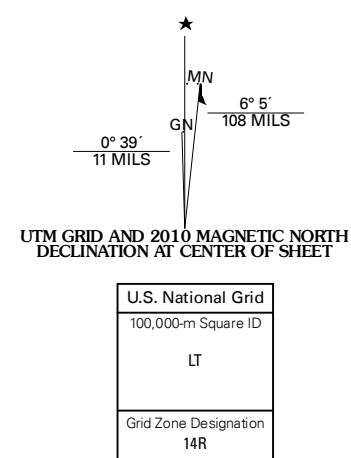 MN
GN
6° 5´
108 MILS
0° 39´
11 MILS
UTM GRID AND 2010 MAGNETIC NORTH
DECLINATION AT CENTER OF SHEET
U.S. National Grid
100,000-m Square ID
LT
Grid Zone Designation
14R